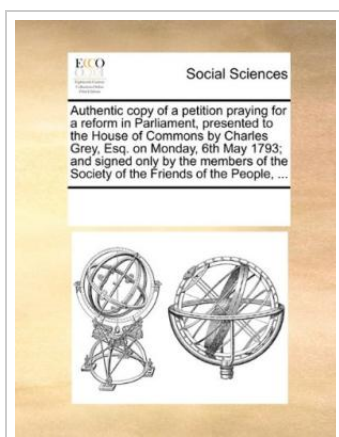 ECCO
Social Sciences
Authentic copy of a petition praying for
a reform in Parliament, presented to
the House of Commons by Charles
Grey, Esq. on Monday, 6th May 1793;
and signed only by the members of the
Society of the Friends of the People, ...